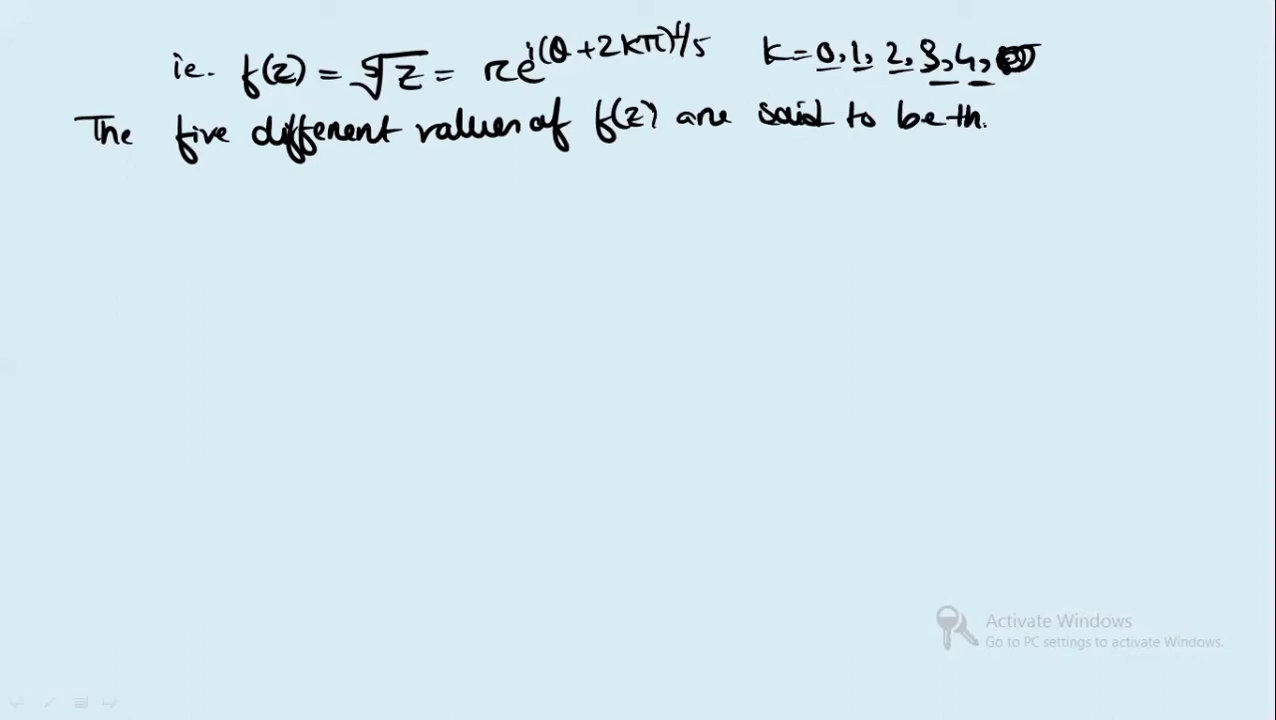 ie. f(z) = ⁵√z = re^i(θ+2kπ)^1/5 k=0,1,2,3,4,
The five different values of f(z) are said to be th.
Activate Windows
Go to PC settings to activate Windows.